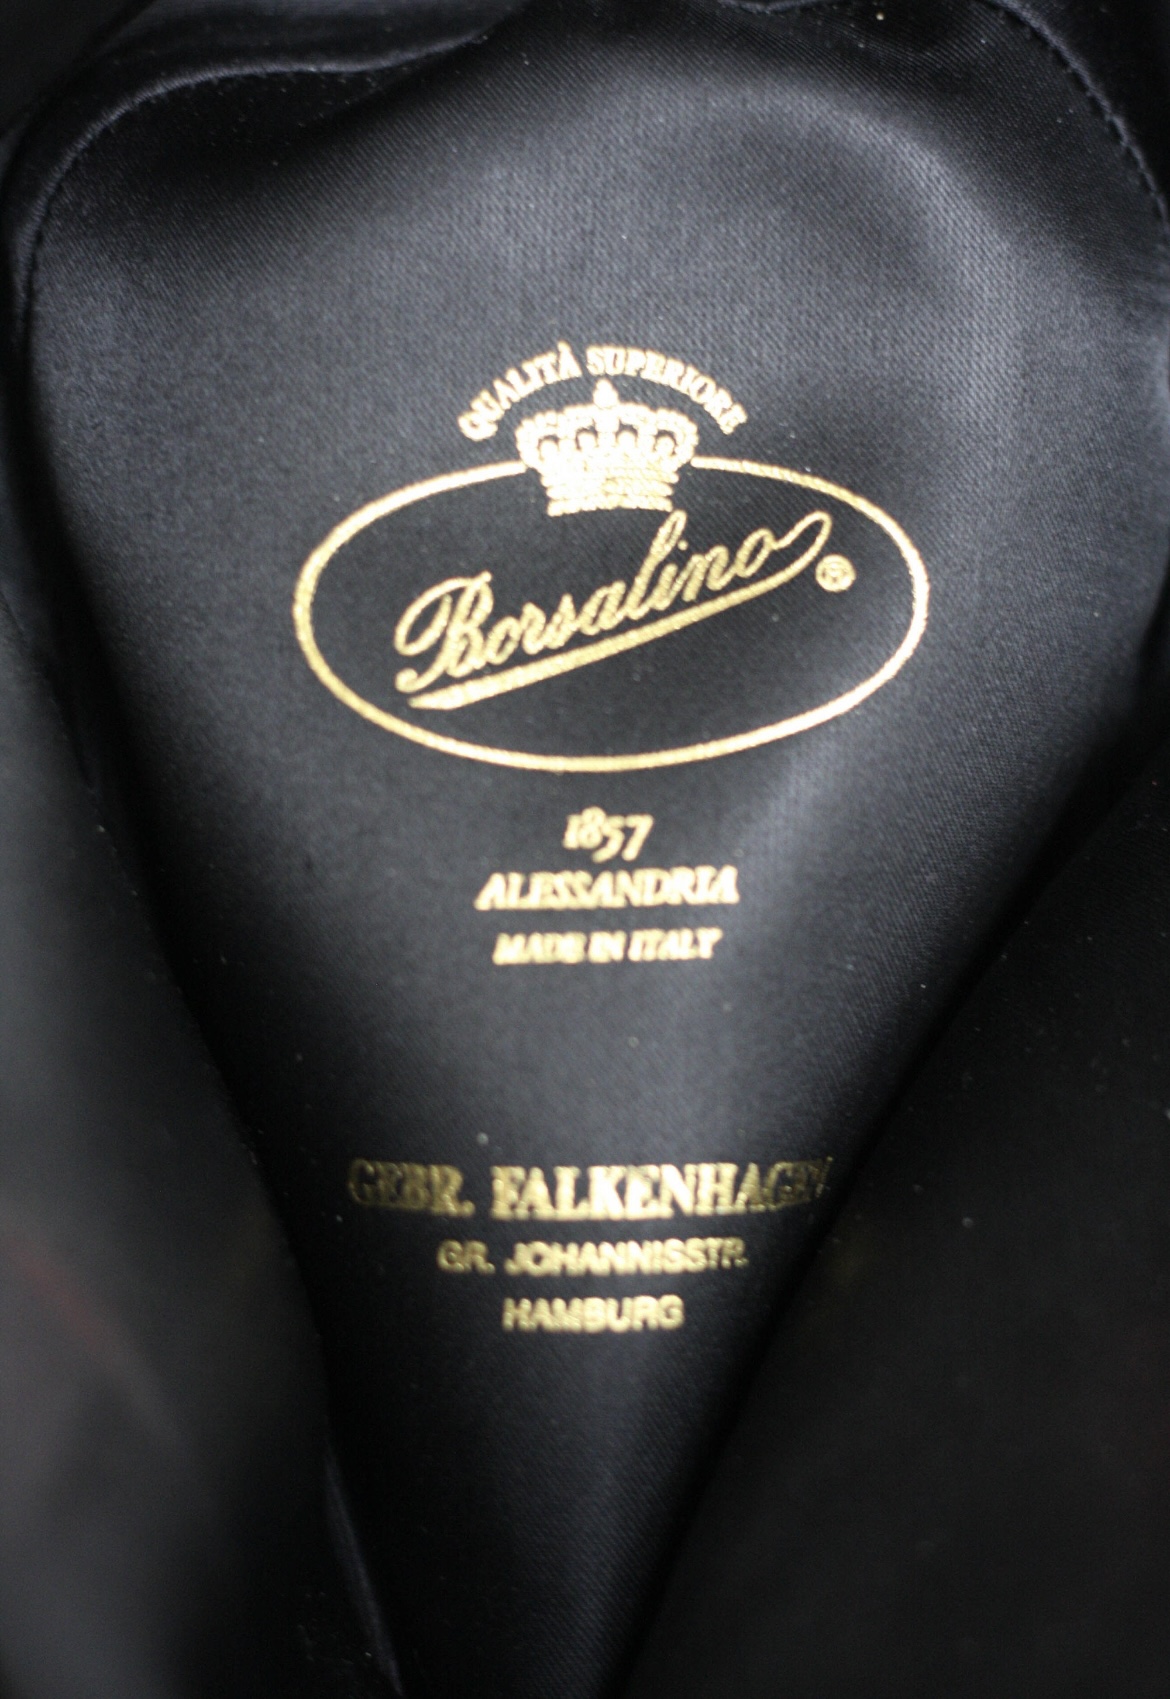 QUALITÀ SUPERIORE
Borsalino ®
1857
ALESSANDRIA
MADE IN ITALY
GEBR. FALKENHAGEN
GR. JOHANNISSTR.
HAMBURG